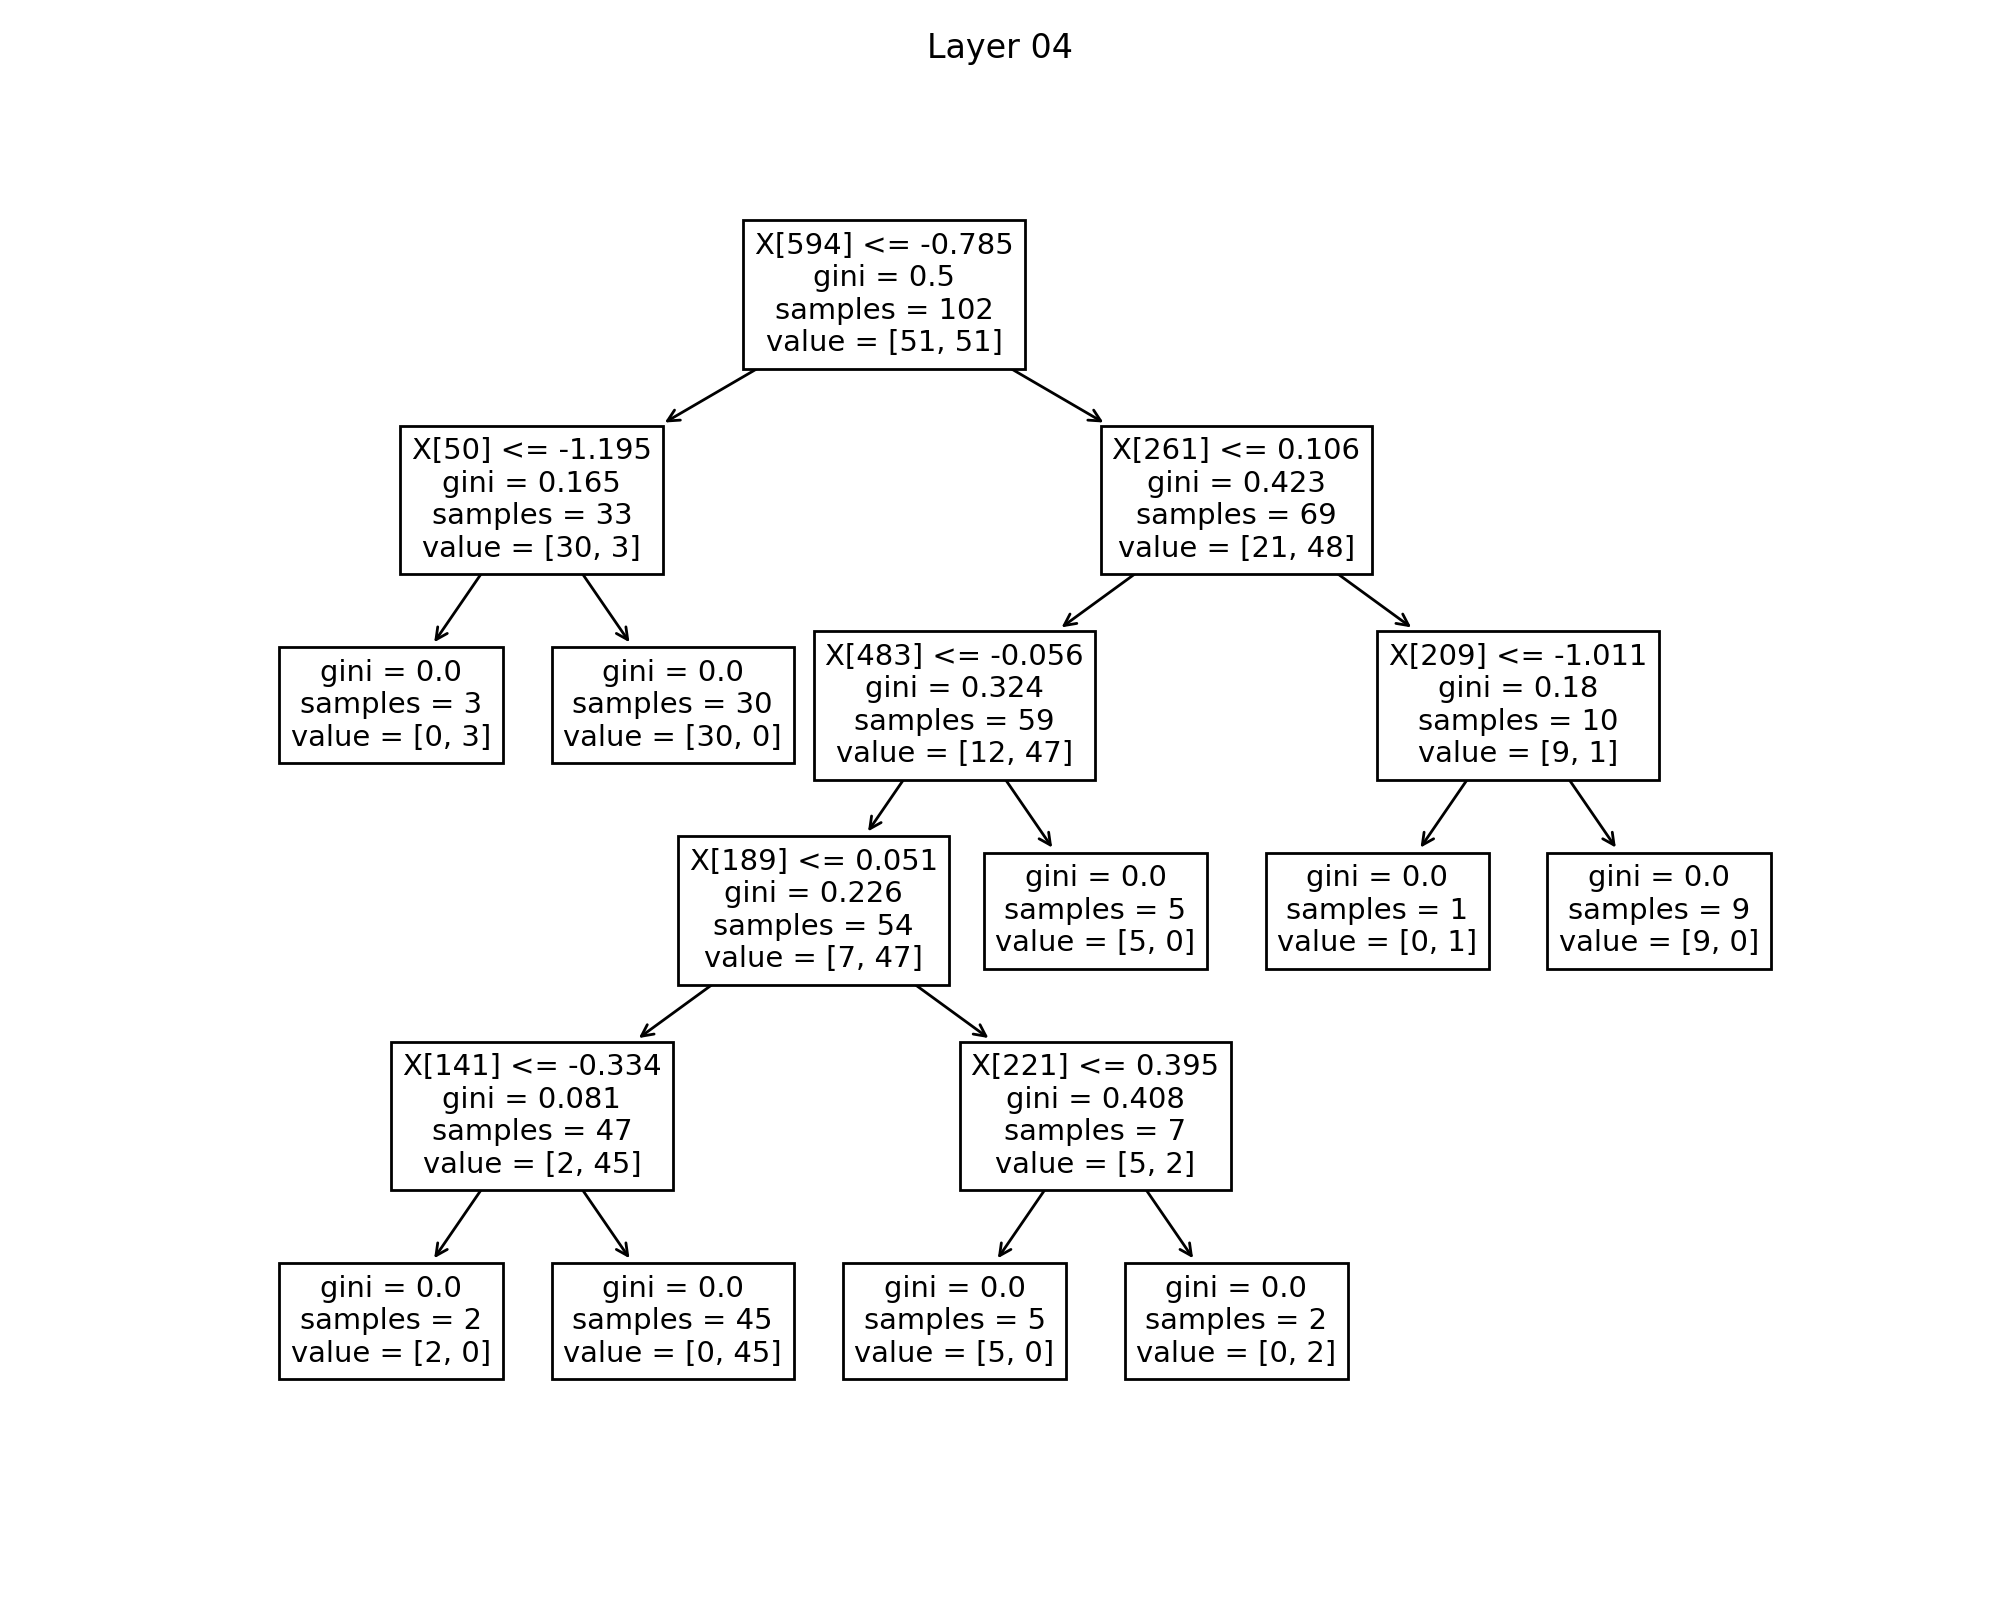 Layer 04
X[594] <= -0.785
gini = 0.5
samples = 102
value = [51, 51]
X[50] <= -1.195
gini = 0.165
samples = 33
value = [30, 3]
X[261] <= 0.106
gini = 0.423
samples = 69
value = [21, 48]
gini = 0.0
samples = 3
value = [0, 3]
gini = 0.0
samples = 30
value = [30, 0]
X[483] <= -0.056
gini = 0.324
samples = 59
value = [12, 47]
X[209] <= -1.011
gini = 0.18
samples = 10
value = [9, 1]
X[189] <= 0.051
gini = 0.226
samples = 54
value = [7, 47]
gini = 0.0
samples = 5
value = [5, 0]
gini = 0.0
samples = 1
value = [0, 1]
gini = 0.0
samples = 9
value = [9, 0]
X[141] <= -0.334
gini = 0.081
samples = 47
value = [2, 45]
X[221] <= 0.395
gini = 0.408
samples = 7
value = [5, 2]
gini = 0.0
samples = 2
value = [2, 0]
gini = 0.0
samples = 45
value = [0, 45]
gini = 0.0
samples = 5
value = [5, 0]
gini = 0.0
samples = 2
value = [0, 2]